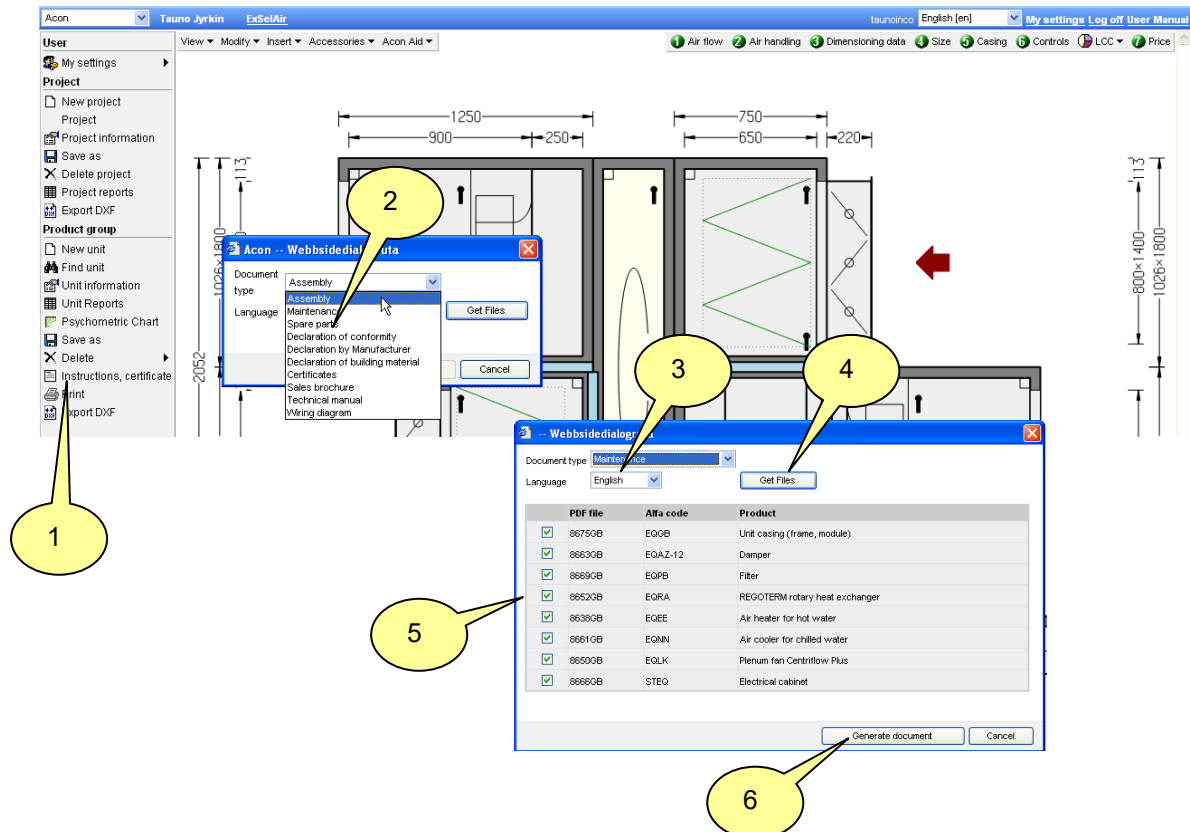 Acon Tauno Jyrkin ExSelAir taunoinco English [en] My settings Log off User Manual
User
My settings
Project
New project
Project
Project information
Save as
Delete project
Project reports
Export DXF
Product group
New unit
Find unit
Unit information
Unit Reports
Psychometric Chart
Save as
Delete
Instructions, certificate
Print
Export DXF
View Modify Insert Accessories Acon Aid
1 Air flow 2 Air handling 3 Dimensioning data 4 Size 5 Casing 6 Controls LCC 7 Price
1250
750
900
250
650
220
113
1026×1800
2052
113
800×1400
1026×1800
Acon -- Webbsidedial uta
Document type
Assembly
Language
Get Files
Assembly
Maintenance
Spare parts
Declaration of conformity
Declaration by Manufacturer
Declaration of building material
Certificates
Sales brochure
Technical manual
Wiring diagram
Cancel
-- Webbsidedialog
Document type Maintenance
Language English Get Files
PDF file Alfa code Product
8675GB EQGB Unit casing (frame, module)
8663GB EQAZ-12 Damper
8669GB EQPB Filter
8652GB EQRA REGOTERM rotary heat exchanger
8638GB EQEE Air heater for hot water
8661GB EQNN Air cooler for chilled water
8650GB EQLK Plenum fan Centriflow Plus
8666GB STEQ Electrical cabinet
Generate document Cancel
1
2
3
4
5
6